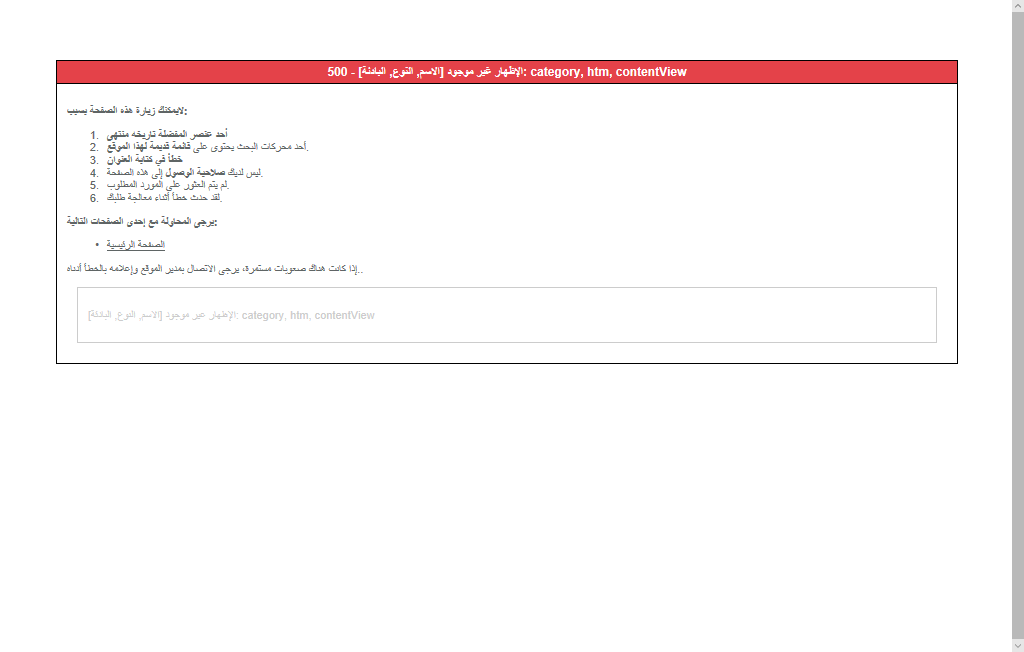 500 - الإظهار غير موجود [الاسم, النوع, البادئة]: category, htm, contentView
لايمكنك زيارة هذه الصفحة بسبب:
1. أحد عنصر المفضلة تاريخه منتهى
2. أحد محركات البحث يحتوى على قائمة قديمة لهذا الموقع.
3. خطأ في كتابة العنوان
4. ليس لديك صلاحية الوصول إلى هذه الصفحة.
5. لم يتم العثور على المورد المطلوب.
6. لقد حدث خطأ أثناء معالجة طلبك.
يرجى المحاولة مع إحدى الصفحات التالية:
• الصفحة الرئيسية
إذا كانت هناك صعوبات مستمرة، يرجى الاتصال بمدير الموقع وإعلامه بالخطأ أدناه..
الإظهار غير موجود [الاسم, النوع, البادئة]: category, htm, contentView